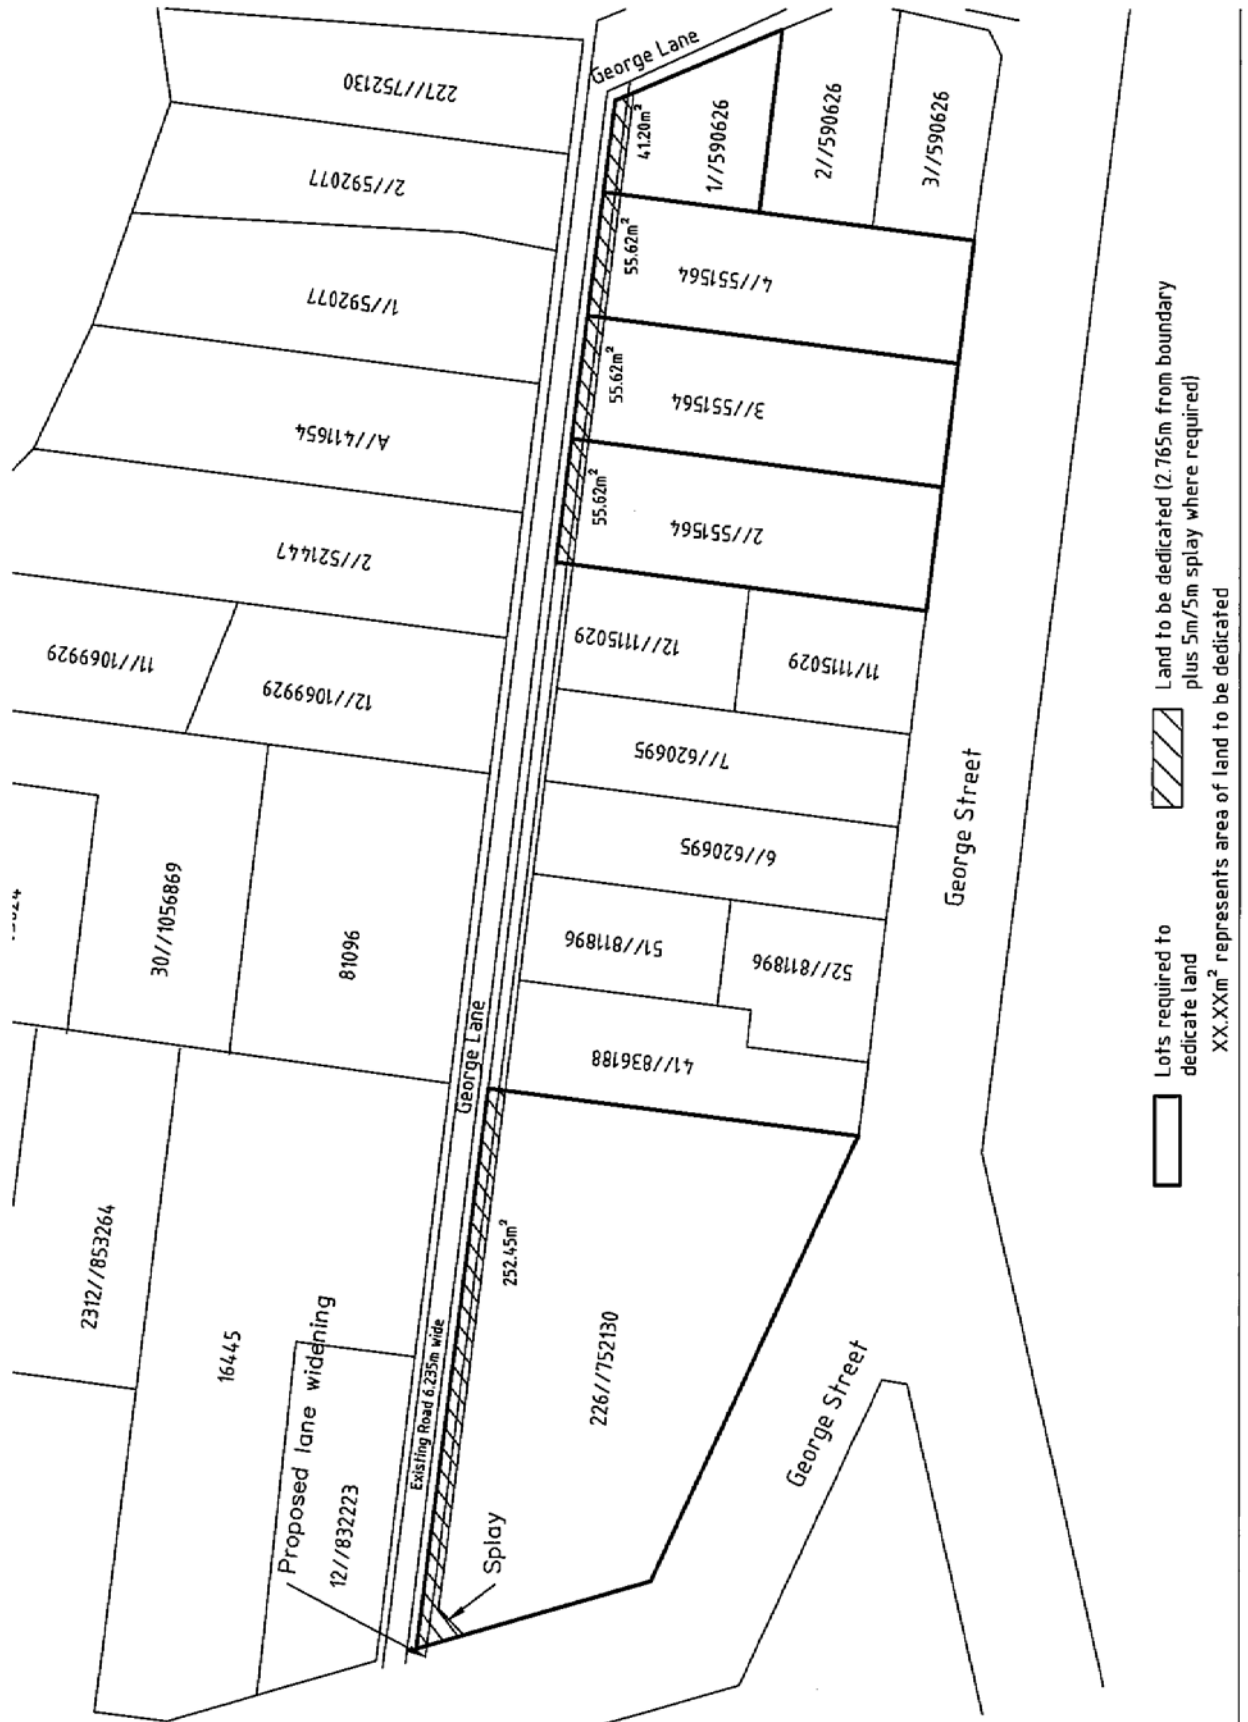 George Lane
227//752130
2//592077
1//592077
A//411654
2//521447
11//1069929
12//1069929
30//1056869
81096
2312//853264
16445
12//832223
Proposed lane widening
Existing Road 6.235m wide
George Lane
Splay
41.20m²
55.62m²
55.62m²
55.62m²
252.45m²
1//590626
2//590626
3//590626
4//551564
3//551564
2//551564
12//1115029
11//1115029
7//620695
6//620695
51//811896
52//811896
41//836188
226//752130
George Street
George Street
Lots required to
dedicate land
Land to be dedicated (2.765m from boundary
plus 5m/5m splay where required)
XX.XXm² represents area of land to be dedicated